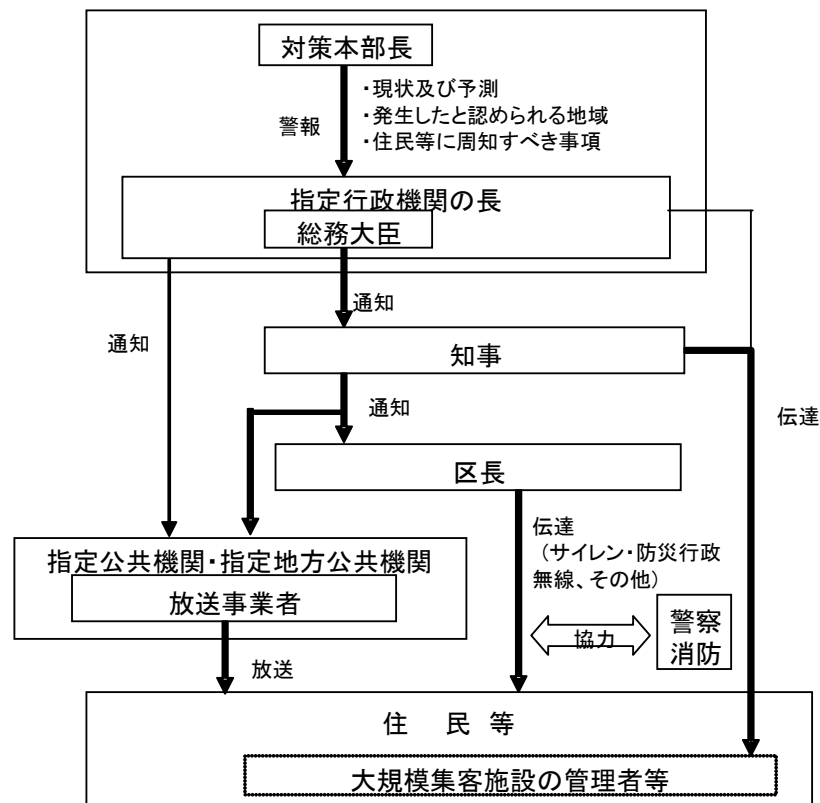 対策本部長
・現状及び予測
・発生したと認められる地域
・住民等に周知すべき事項
警報
指定行政機関の長
総務大臣
通知
通知
知事
通知
伝達
区長
伝達
（サイレン・防災行政
無線、その他）
指定公共機関・指定地方公共機関
放送事業者
協力
警察
消防
放送
住　民　等
大規模集客施設の管理者等